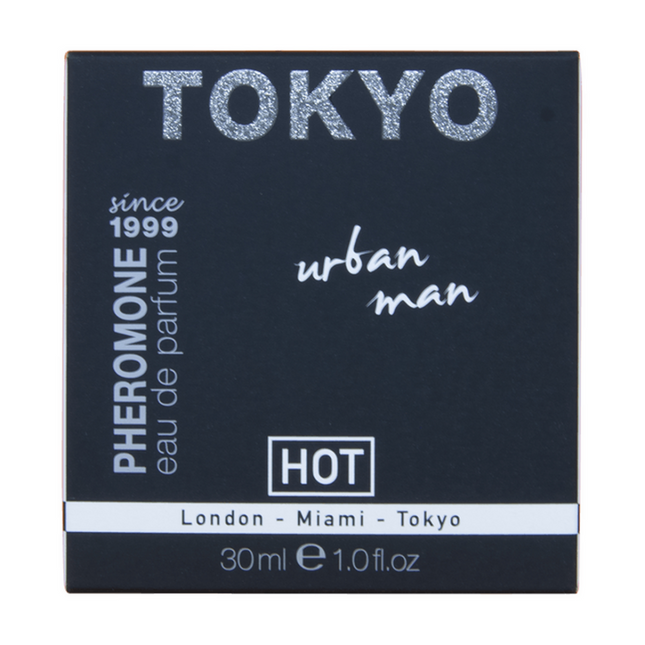 TOKYO
since
1999
PHEROMONE
eau de parfum
urban
man
HOT
London - Miami - Tokyo
30ml ℮ 1.0fl.oz